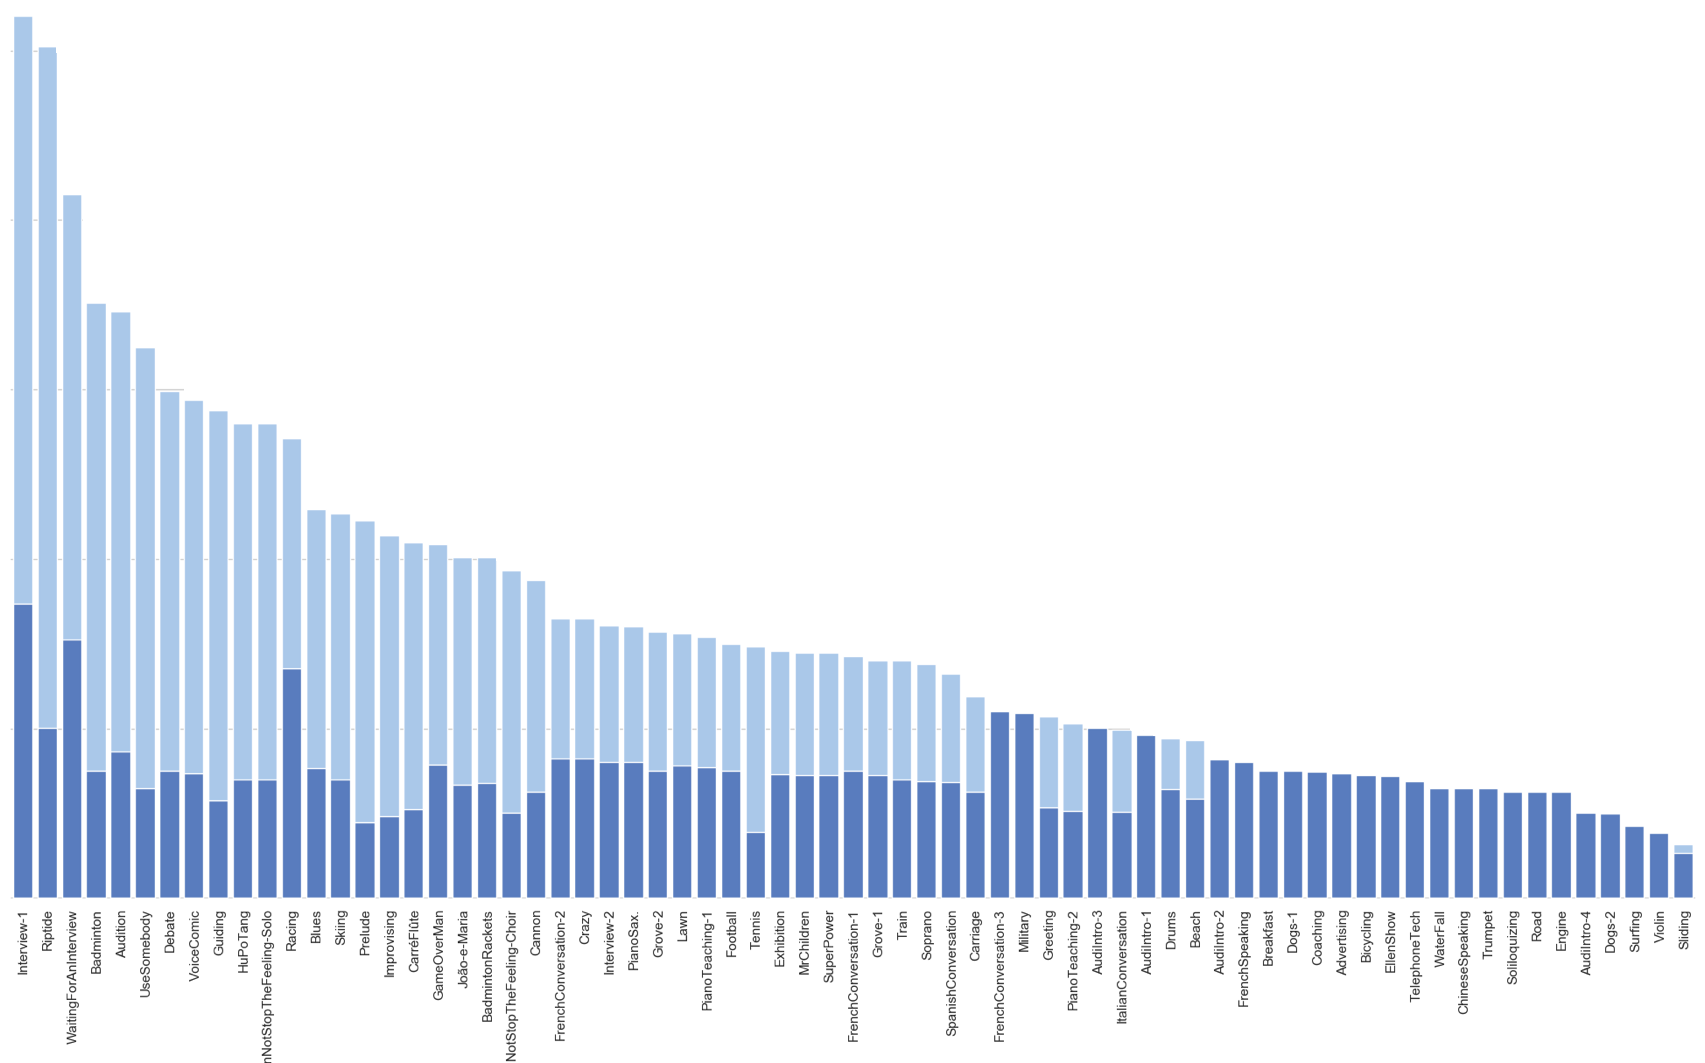 Interview-1
Riptide
WaitingForAnInterview
Badminton
Audition
UseSomebody
Debate
VoiceComic
Guiding
HuPoTang
nNotStopTheFeeling-Solo
Racing
Blues
Skiing
Prelude
Improvising
CarréFlûte
GameOverMan
João-e-Maria
BadmintonRackets
NotStopTheFeeling-Choir
Cannon
FrenchConversation-2
Crazy
Interview-2
PianoSax.
Grove-2
Lawn
PianoTeaching-1
Football
Tennis
Exhibition
MrChildren
SuperPower
FrenchConversation-1
Grove-1
Train
Soprano
SpanishConversation
Carriage
FrenchConversation-3
Military
Greeting
PianoTeaching-2
AudiIntro-3
ItalianConversation
AudiIntro-1
Drums
Beach
AudiIntro-2
FrenchSpeaking
Breakfast
Dogs-1
Coaching
Advertising
Bicycling
EllenShow
TelephoneTech
WaterFall
ChineseSpeaking
Trumpet
Soliloquizing
Road
Engine
AudiIntro-4
Dogs-2
Surfing
Violin
Sliding